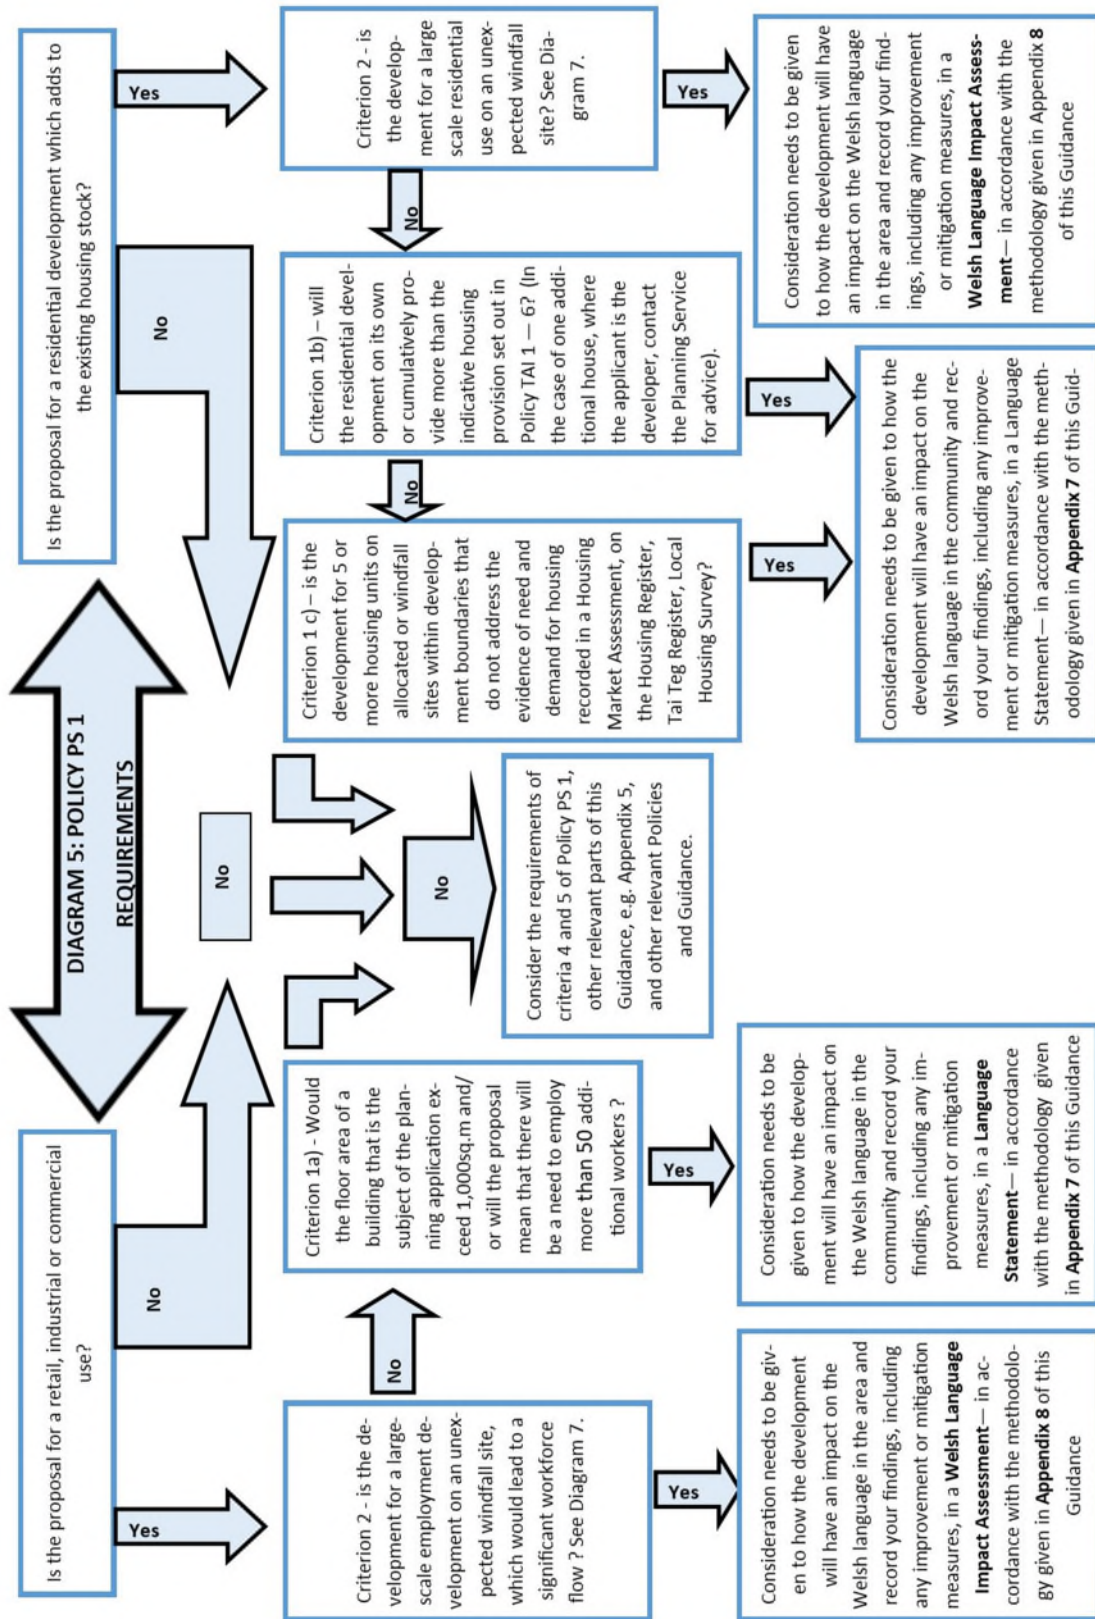 DIAGRAM 5: POLICY PS 1
REQUIREMENTS
Is the proposal for a retail, industrial or commercial
use?
Yes
No
Is the proposal for a residential development which adds to
the existing housing stock?
No
Yes
No
Criterion 2 - is the de-
velopment for a large-
scale employment de-
velopment on an unex-
pected windfall site,
which would lead to a
significant workforce
flow ? See Diagram 7.
No
Criterion 1a) - Would
the floor area of a
building that is the
subject of the plan-
ning application ex-
ceed 1,000sq.m and/
or will the proposal
mean that there will
be a need to employ
more than 50 addi-
tional workers ?
No
Consider the requirements of
criteria 4 and 5 of Policy PS 1,
other relevant parts of this
Guidance, e.g. Appendix 5,
and other relevant Policies
and Guidance.
Criterion 1 c) – is the
development for 5 or
more housing units on
allocated or windfall
sites within develop-
ment boundaries that
do not address the
evidence of need and
demand for housing
recorded in a Housing
Market Assessment, on
the Housing Register,
Tai Teg Register, Local
Housing Survey?
No
Criterion 1b) – will
the residential devel-
opment on its own
or cumulatively pro-
vide more than the
indicative housing
provision set out in
Policy TAI 1 — 6? (In
the case of one addi-
tional house, where
the applicant is the
developer, contact
the Planning Service
for advice).
No
Criterion 2 - is
the develop-
ment for a large
scale residential
use on an unex-
pected windfall
site? See Dia-
gram 7.
Yes
Yes
Yes
Yes
Yes
Consideration needs to be giv-
en to how the development
will have an impact on the
Welsh language in the area and
record your findings, including
any improvement or mitigation
measures, in a Welsh Language
Impact Assessment— in ac-
cordance with the methodolo-
gy given in Appendix 8 of this
Guidance
Consideration needs to be
given to how the develop-
ment will have an impact on
the Welsh language in the
community and record your
findings, including any im-
provement or mitigation
measures, in a Language
Statement— in accordance
with the methodology given
in Appendix 7 of this Guidance
Consideration needs to be given to how the
development will have an impact on the
Welsh language in the community and rec-
ord your findings, including any improve-
ment or mitigation measures, in a Language
Statement— in accordance with the meth-
odology given in Appendix 7 of this Guid-
Consideration needs to be given
to how the development will have
an impact on the Welsh language
in the area and record your find-
ings, including any improvement
or mitigation measures, in a
Welsh Language Impact Assess-
ment— in accordance with the
methodology given in Appendix 8
of this Guidance